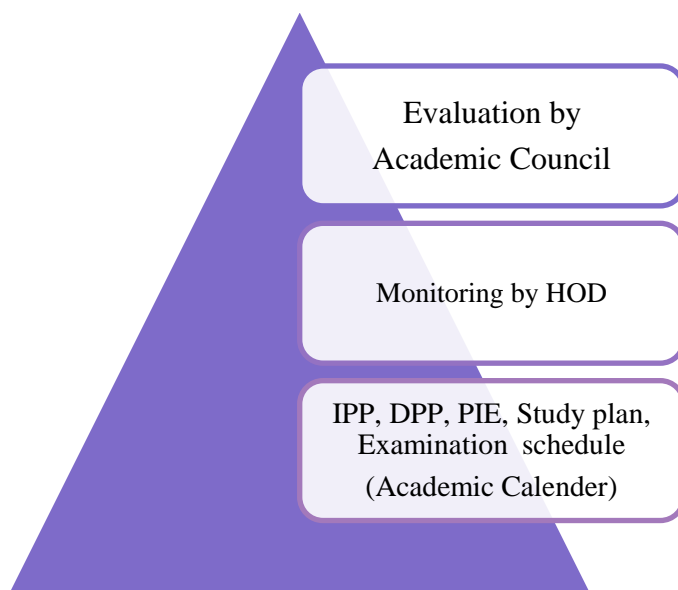 Evaluation by
Academic Council
Monitoring by HOD
IPP, DPP, PIE, Study plan,
Examination schedule
(Academic Calender)